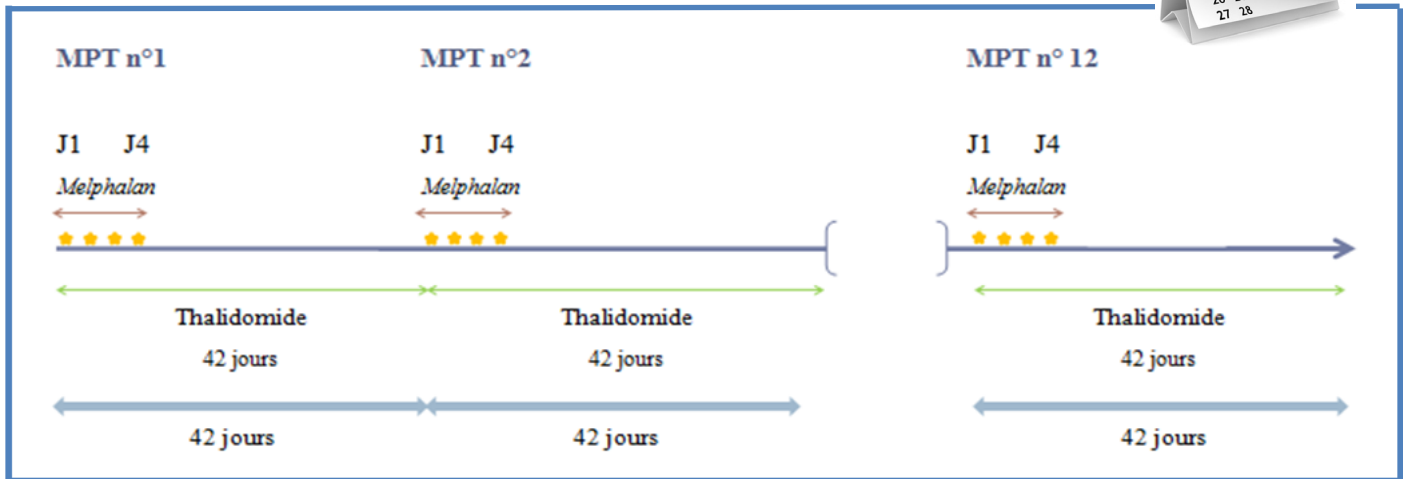 27 28
MPT n°1 MPT n°2 MPT n° 12
J1 J4 J1 J4 J1 J4
Melphalan Melphalan Melphalan
Thalidomide Thalidomide Thalidomide
42 jours 42 jours 42 jours
42 jours 42 jours 42 jours